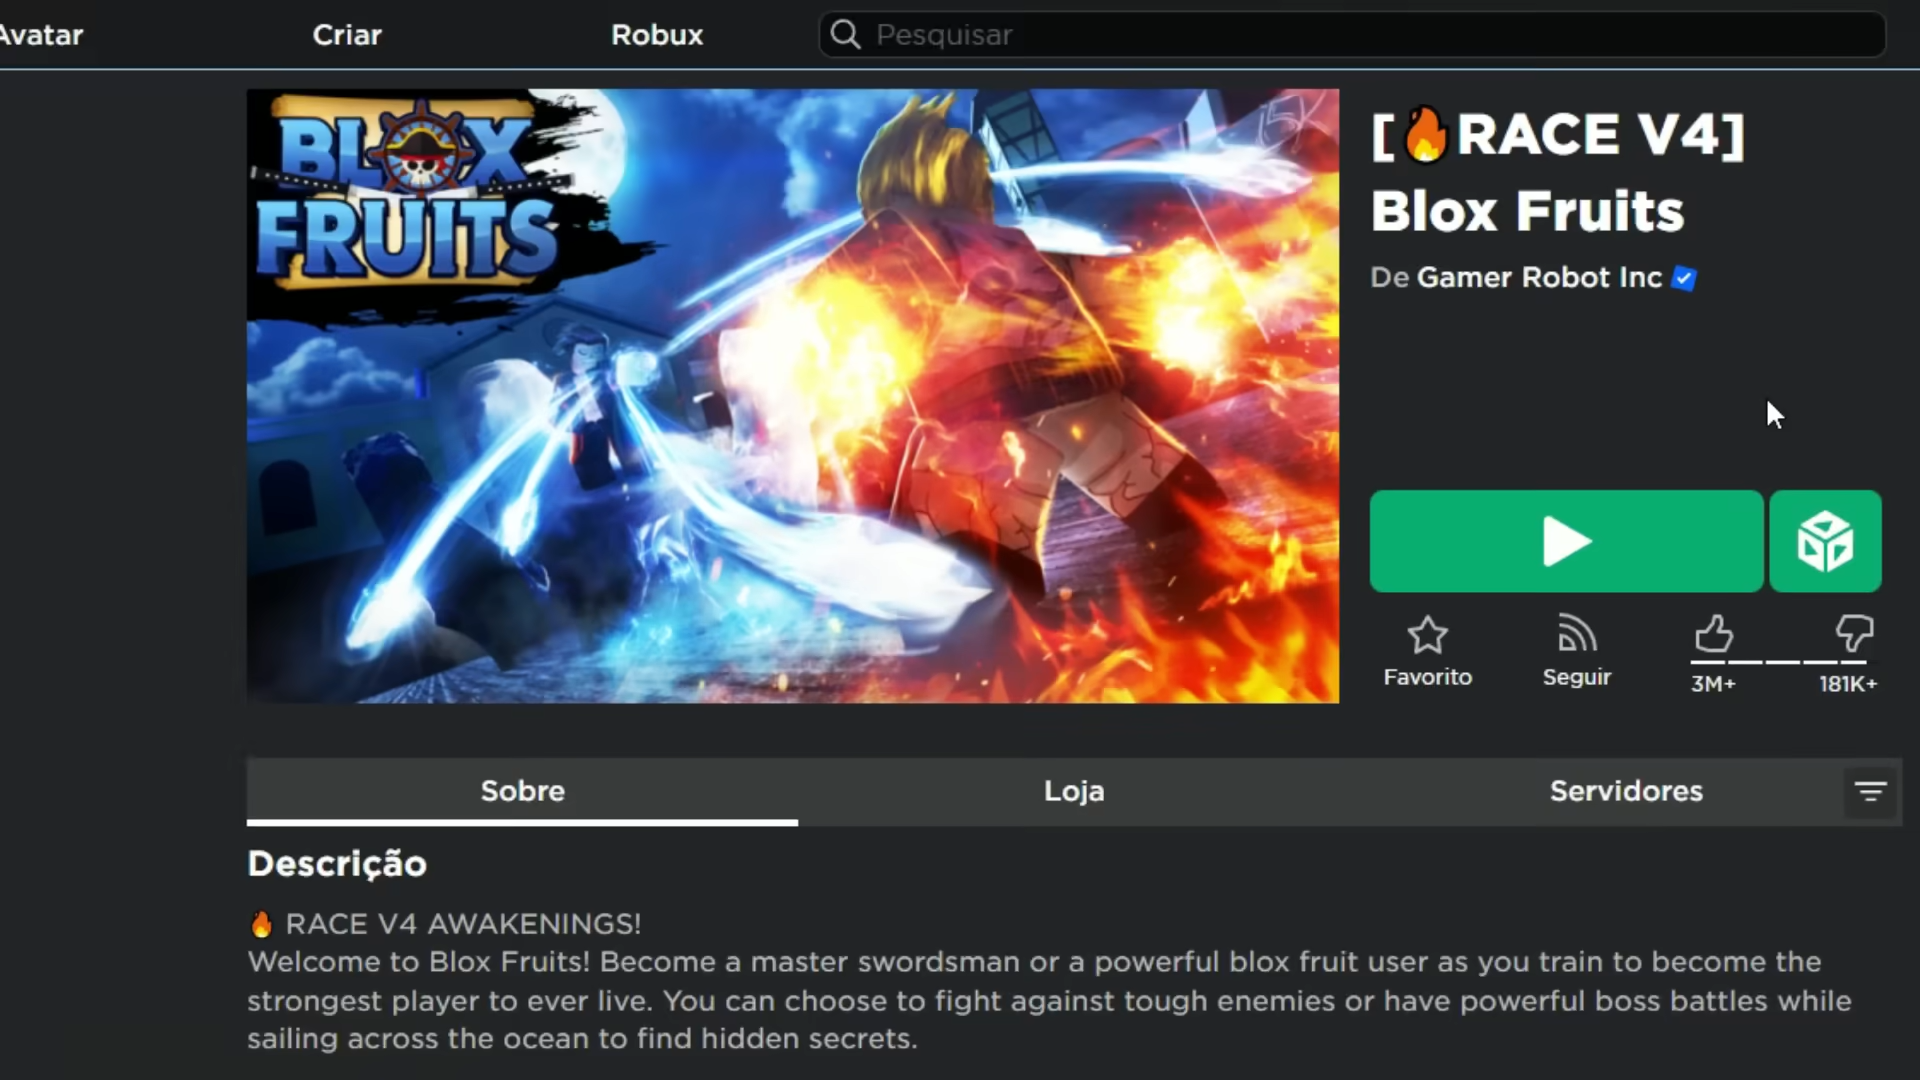 Avatar
Criar
Robux
Pesquisar
BLOX
FRUITS
[🔥RACE V4]
Blox Fruits
De Gamer Robot Inc
Favorito
Seguir
3M+
181K+
Sobre
Loja
Servidores
Descrição
🔥 RACE V4 AWAKENINGS!
Welcome to Blox Fruits! Become a master swordsman or a powerful blox fruit user as you train to become the
strongest player to ever live. You can choose to fight against tough enemies or have powerful boss battles while
sailing across the ocean to find hidden secrets.